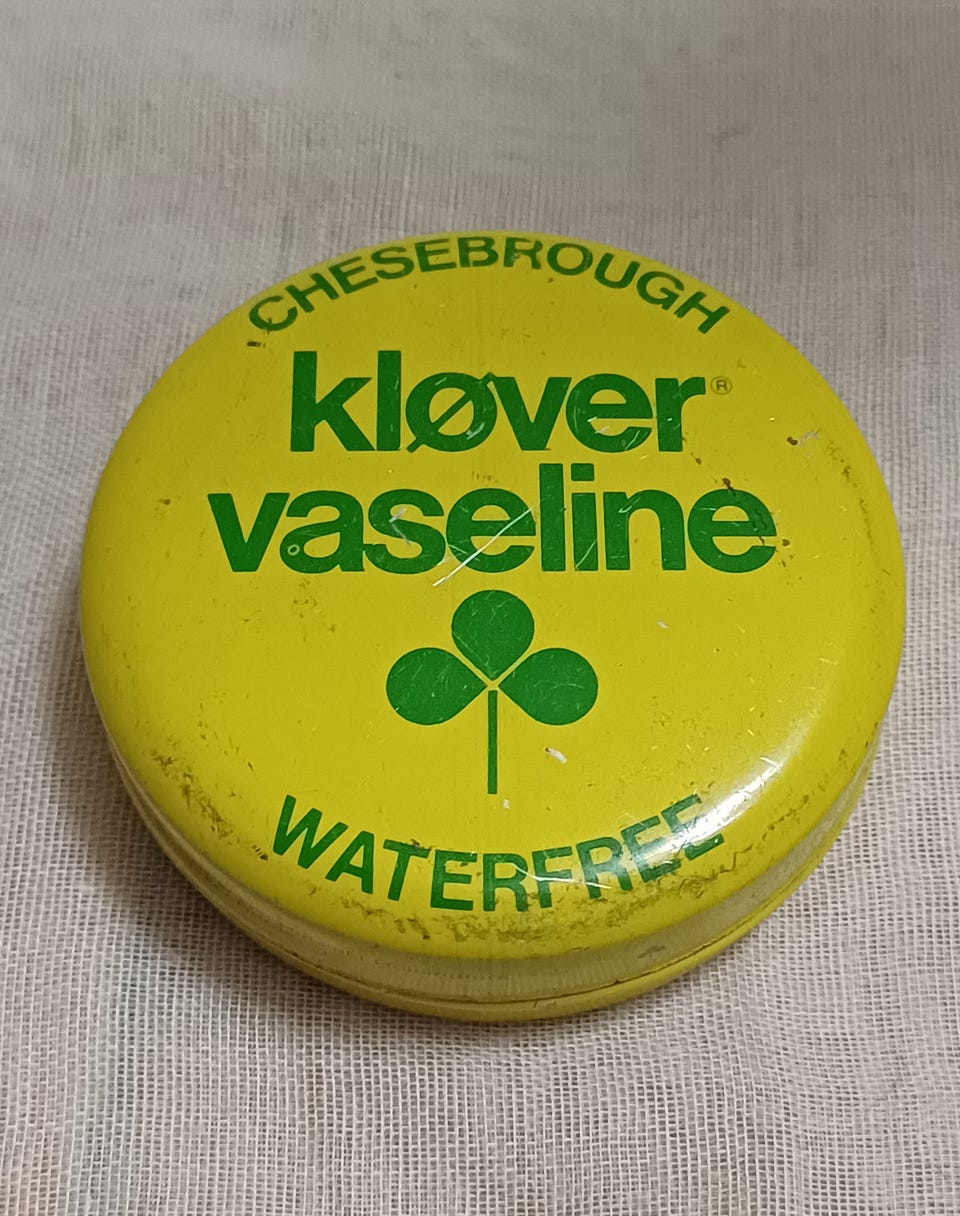 CHESEBROUGH
kløver®
vaseline
WATERFREE